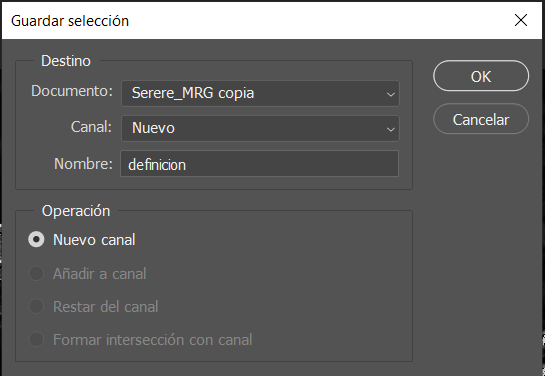 Guardar selección
Destino
Documento: Serere_MRG copia
Canal: Nuevo
Nombre: definicion
OK
Cancelar
Operación
Nuevo canal
Añadir a canal
Restar del canal
Formar intersección con canal